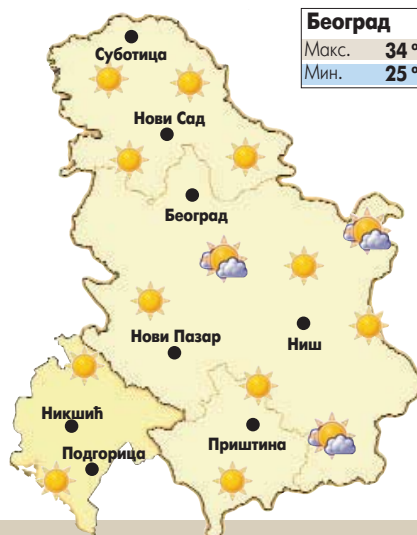 Београд
Макс. 34 º
Мин. 25 º
Суботица
Нови Сад
Београд
Нови Пазар
Ниш
Никшић
Приштина
Подгорица